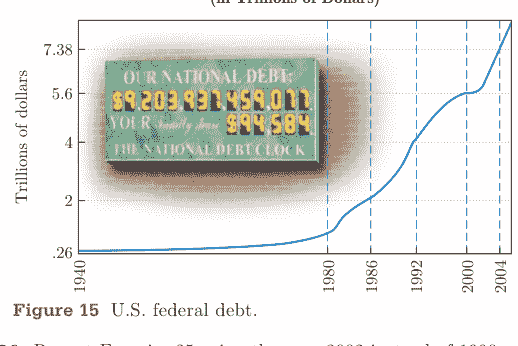 (in Trillions of Dollars)
Trillions of dollars
7.38
5.6
4
2
.26
OUR NATIONAL DEBT:
$9,203,937,459,077
YOUR family share $94,584
THE NATIONAL DEBT CLOCK
1940
1980
1986
1992
2000
2004
Figure 15 U.S. federal debt.